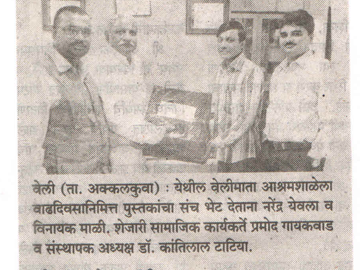 वेली (ता. अक्कलकुवा) : येथील वेलीमाता आश्रमशाळेला
वाढदिवसानिमित्त पुस्तकांचा संच भेट देताना नरेंद्र येवला व
विनायक माळी, शेजारी सामाजिक कार्यकर्ते प्रमोद गायकवाड
व संस्थापक अध्यक्ष डॉ. कांतिलाल टाटिया.